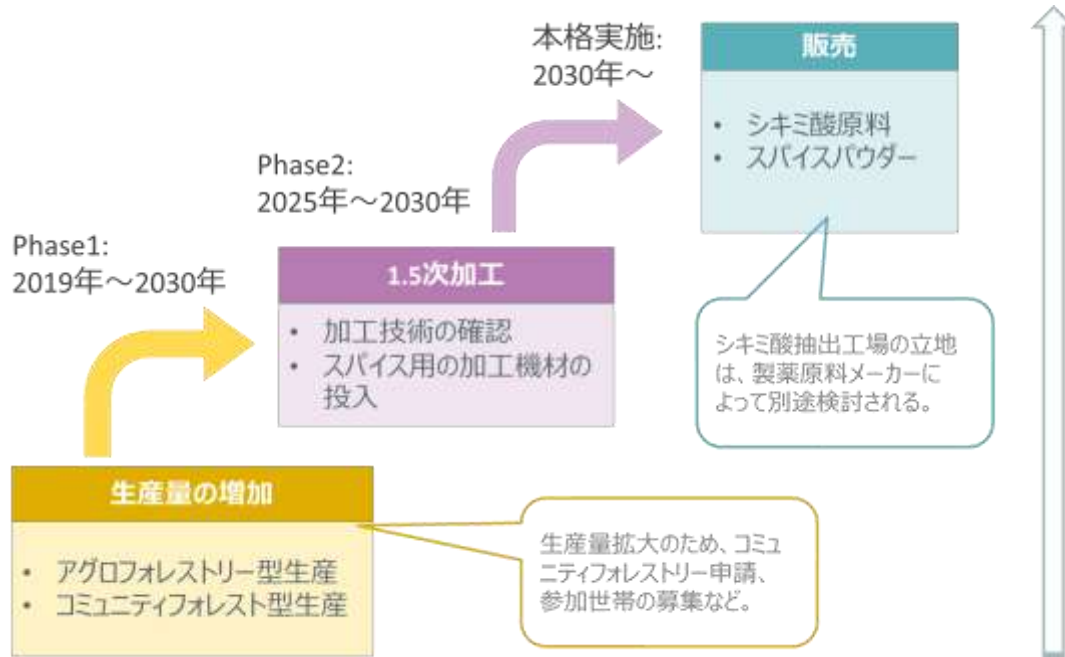 本格実施:
2030年～
販売
• シキミ酸原料
• スパイスパウダー
Phase2:
2025年～2030年
Phase1:
2019年～2030年
1.5次加工
• 加工技術の確認
• スパイス用の加工機材の
投入
シキミ酸抽出工場の立地
は、製薬原料メーカーに
よって別途検討される。
生産量の増加
• アグロフォレストリー型生産
• コミュニティフォレスト型生産
生産量拡大のため、コミュ
ニティフォレストリー申請、
参加世帯の募集など。